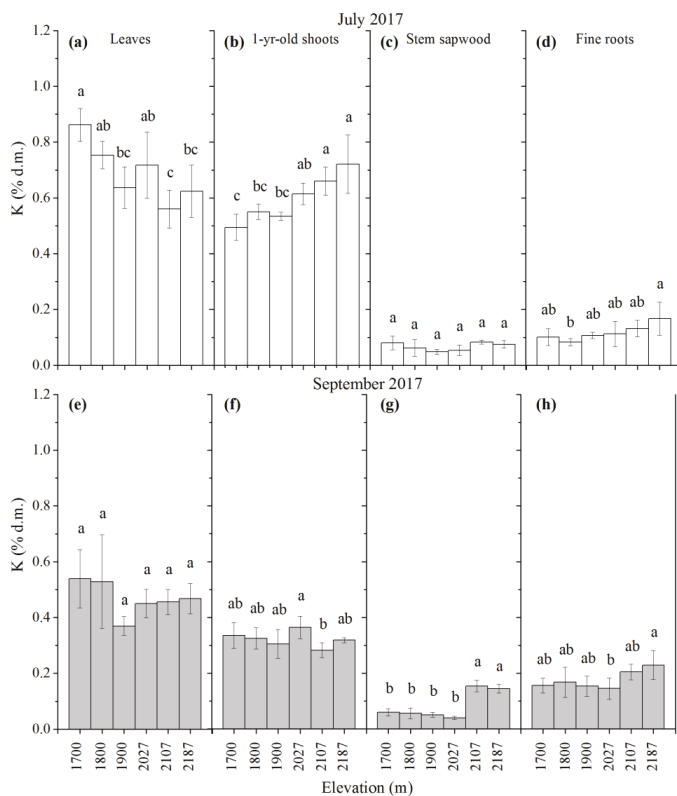 July 2017
(a) Leaves (b) 1-yr-old shoots (c) Stem sapwood (d) Fine roots
1.2
1.0
0.8
0.6
0.4
0.2
0.0
K (% d.m.)
a ab bc ab c bc
c bc bc ab a a
a a a a a a
ab b ab ab ab a
September 2017
(e) (f) (g) (h)
1.2
1.0
0.8
0.6
0.4
0.2
0.0
K (% d.m.)
a a a a a a
ab ab ab a b ab
b b b b a a
ab ab ab b ab a
1700 1800 1900 2027 2107 2187 1700 1800 1900 2027 2107 2187 1700 1800 1900 2027 2107 2187 1700 1800 1900 2027 2107 2187
Elevation (m)